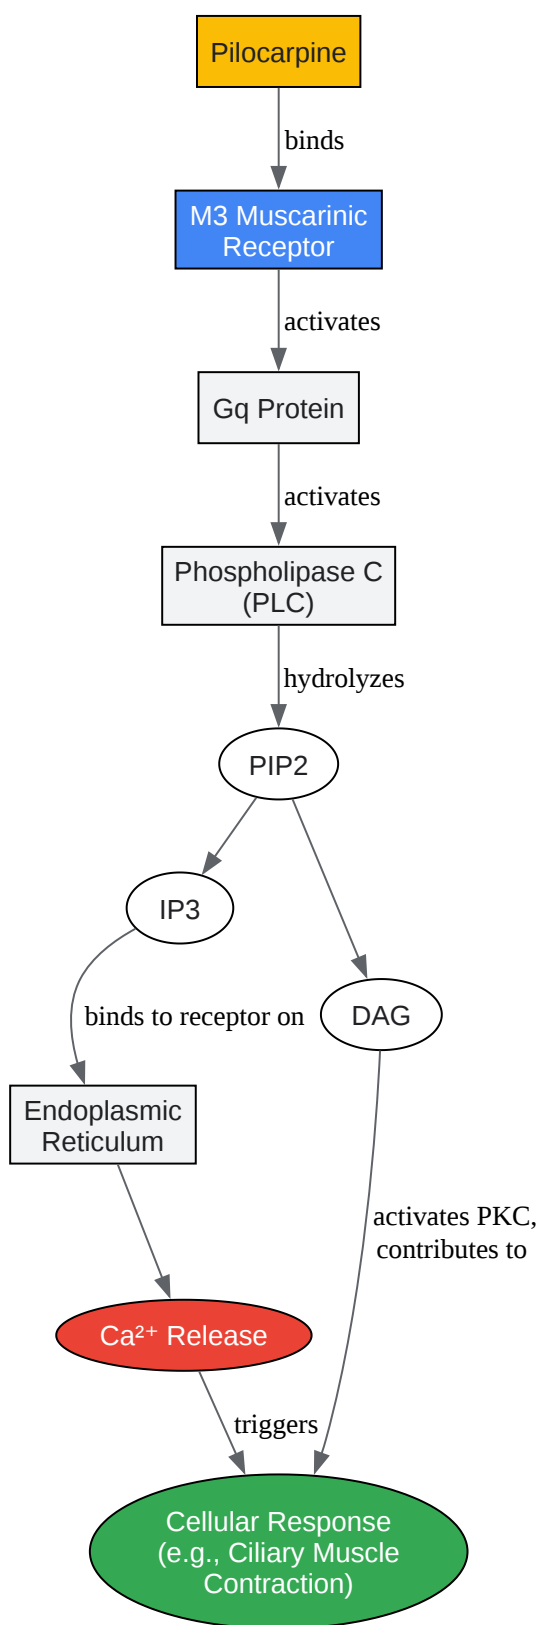 Pilocarpine
binds
M3 Muscarinic
Receptor
activates
Gq Protein
activates
Phospholipase C
(PLC)
hydrolyzes
PIP2
IP3
binds to receptor on
DAG
Endoplasmic
Reticulum
activates PKC,
contributes to
Ca²⁺ Release
triggers
Cellular Response
(e.g., Ciliary Muscle
Contraction)